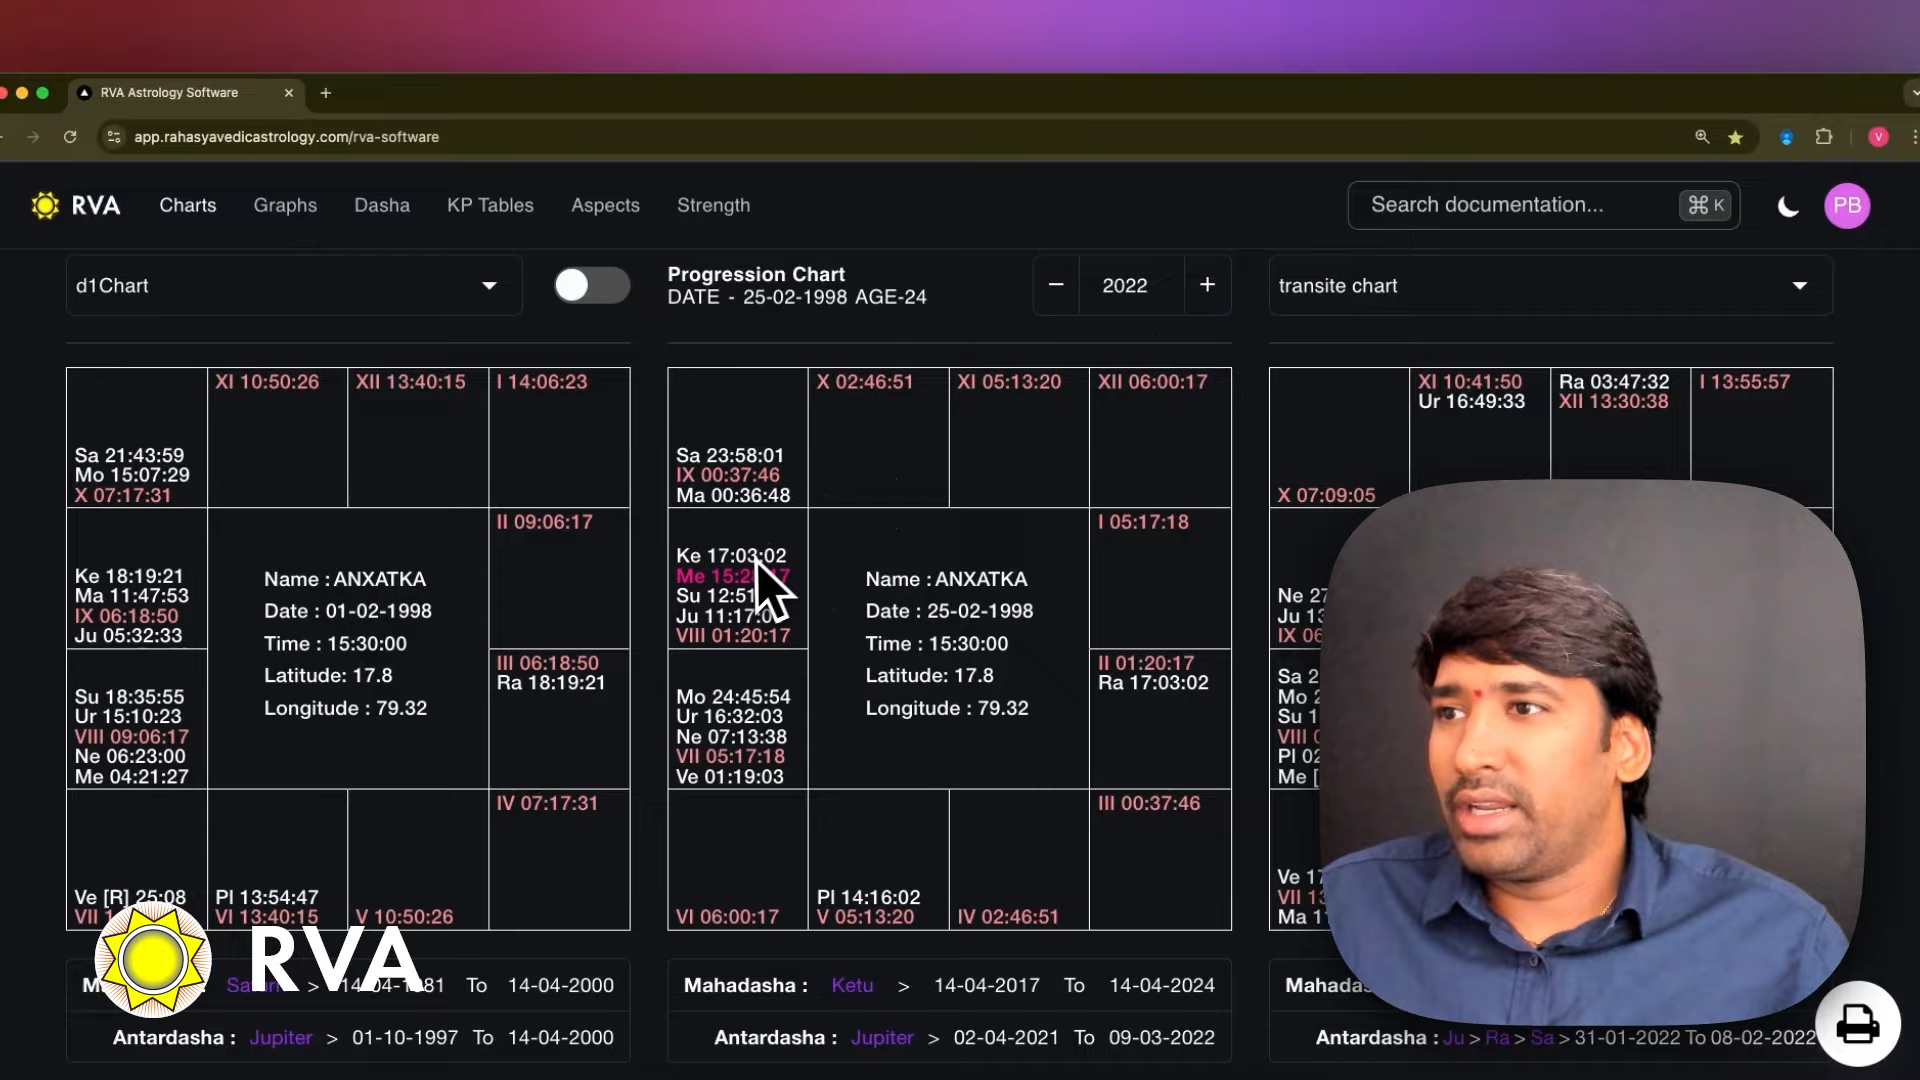 RVA Astrology Software
app.rahasyavedicastrology.com/rva-software
V
RVA
Charts
Graphs
Dasha
KP Tables
Aspects
Strength
Search documentation...
⌘ K
PB
d1Chart
Progression Chart
DATE - 25-02-1998 AGE-24
− 2022 +
transite chart
XI 10:50:26
XII 13:40:15
I 14:06:23
Sa 21:43:59
Mo 15:07:29
X 07:17:31
II 09:06:17
Ke 18:19:21
Ma 11:47:53
IX 06:18:50
Ju 05:32:33
Name : ANXATKA
Date : 01-02-1998
Time : 15:30:00
Latitude: 17.8
Longitude : 79.32
III 06:18:50
Ra 18:19:21
Su 18:35:55
Ur 15:10:23
VIII 09:06:17
Ne 06:23:00
Me 04:21:27
IV 07:17:31
Ve [R] 25:08
VII
Pl 13:54:47
VI 13:40:15
V 10:50:26
X 02:46:51
XI 05:13:20
XII 06:00:17
Sa 23:58:01
IX 00:37:46
Ma 00:36:48
I 05:17:18
Ke 17:03:02
Me
Su
Ju
VIII 01:20:17
Name : ANXATKA
Date : 25-02-1998
Time : 15:30:00
Latitude: 17.8
Longitude : 79.32
II 01:20:17
Ra 17:03:02
Mo 24:45:54
Ur 16:32:03
Ne 07:13:38
VII 05:17:18
Ve 01:19:03
III 00:37:46
VI 06:00:17
Pl 14:16:02
V 05:13:20
IV 02:46:51
XI 10:41:50
Ur 16:49:33
Ra 03:47:32
XII 13:30:38
I 13:55:57
X 07:09:05
Ne
Ju
IX
Sa
Mo
Su
VIII
Pl
Me
Ve
VII
Ma
RVA
To 14-04-2000
Antardasha : Jupiter > 01-10-1997 To 14-04-2000
Mahadasha : Ketu > 14-04-2017 To 14-04-2024
Antardasha : Jupiter > 02-04-2021 To 09-03-2022
Antardasha : Ju > Ra > Sa > 31-01-2022 To 08-02-2022